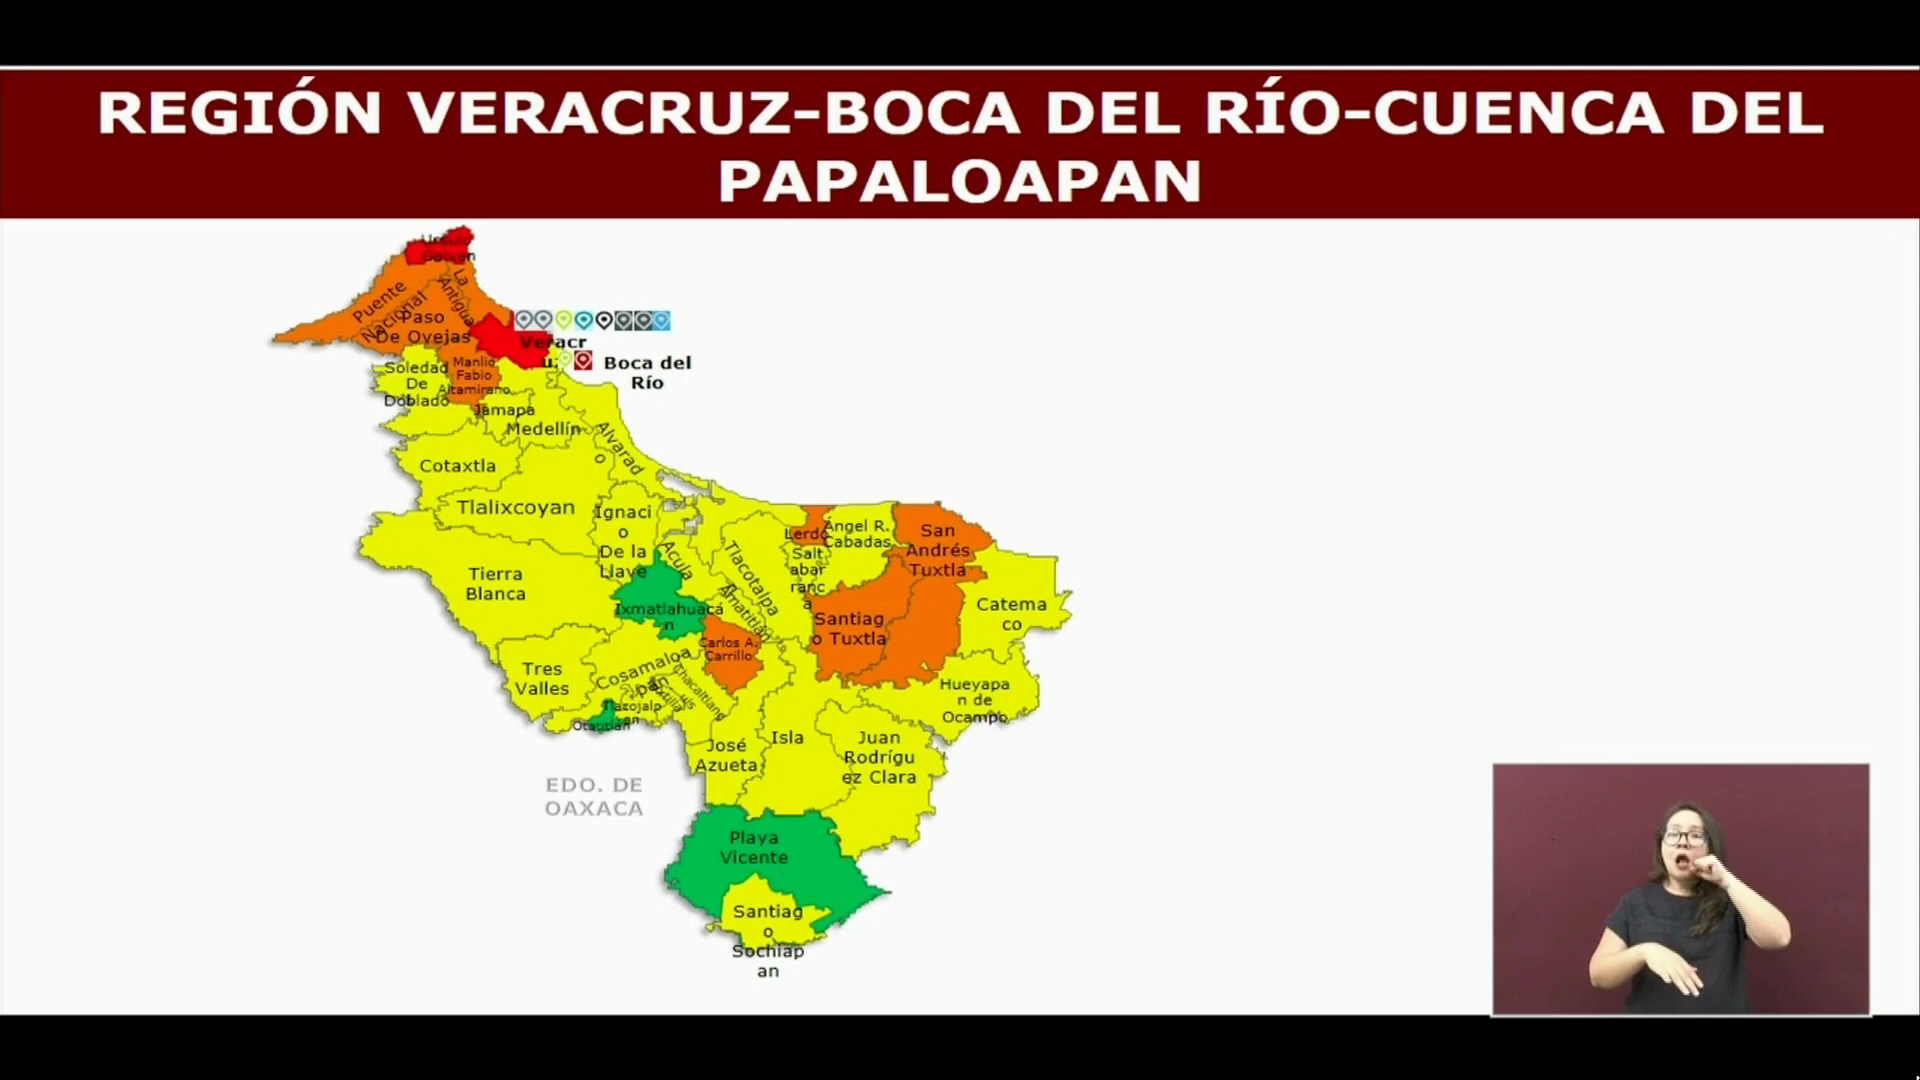 REGIÓN VERACRUZ-BOCA DEL RÍO-CUENCA DEL
PAPALOAPAN
Puente
Nacional
La
Antigua
Paso
De Ovejas
Veracr
u
Boca del
Río
Soledad
De
Doblado
Manlio
Fabio
Altamirano
Jamapa
Medellín
Alvarad
o
Cotaxtla
Tlalixcoyan
Ignaci
o
De la
Llave
Acula
Tlacotalpa
Amatitlán
Lerdo
Ángel R.
Cabadas
Salt
abar
ranc
a
San
Andrés
Tuxtla
Santiag
o Tuxtla
Catema
co
Tierra
Blanca
Ixmatlahuacá
n
Carlos A.
Carrillo
Tres
Valles
Cosamaloa
pan
Tlacojalp
an
Otatitlán
Hueyapa
n de
Ocampo
José
Azueta
Isla
Juan
Rodrígu
ez Clara
EDO. DE
OAXACA
Playa
Vicente
Santiag
o
Sochiap
an